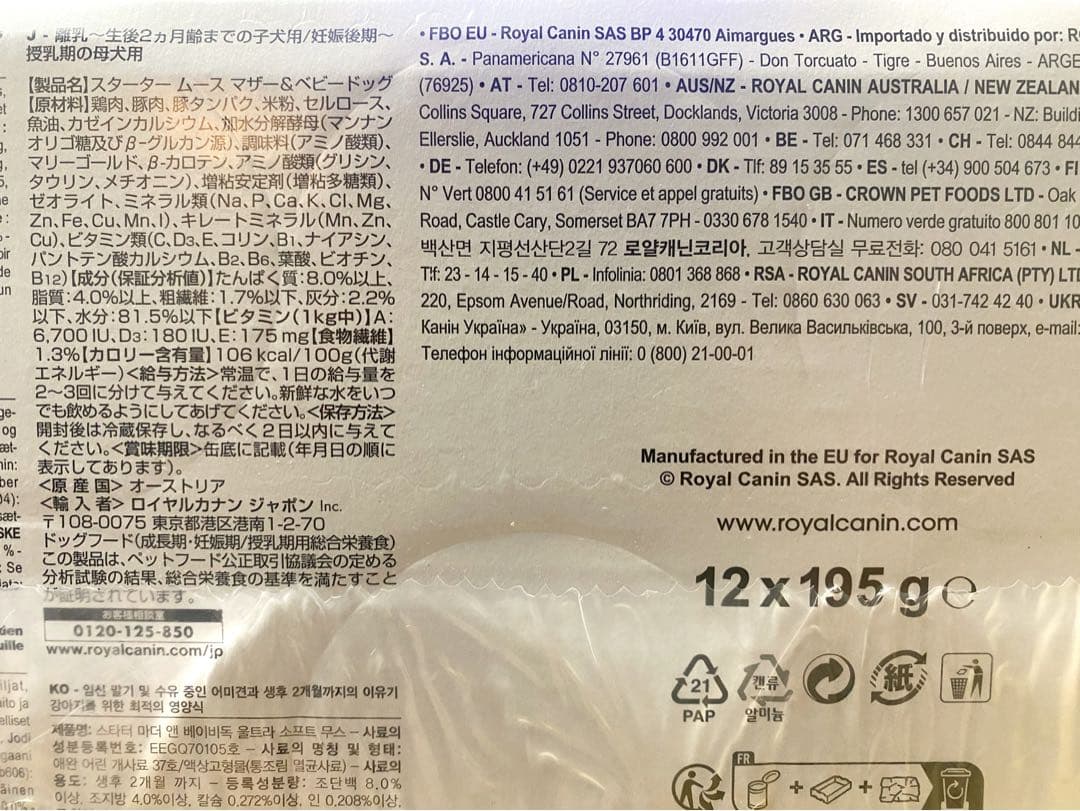 J - 離乳～生後2ヵ月齢までの子犬用/妊娠後期～
授乳期の母犬用
【製品名】スターター ムース マザー&ベビードッグ
【原材料】鶏肉、豚肉、豚タンパク、米粉、セルロース、
魚油、カゼインカルシウム、加水分解酵母(マンナン
オリゴ糖及びβ-グルカン源)、調味料(アミノ酸類)、
マリーゴールド、β-カロテン、アミノ酸類(グリシン、
タウリン、メチオニン)、増粘安定剤(増粘多糖類)、
ゼオライト、ミネラル類(Na、P、Ca、K、Cl、Mg、
Zn、Fe、Cu、Mn、I)、キレートミネラル(Mn、Zn、
Cu)、ビタミン類(C、D3、E、コリン、B1、ナイアシン、
パントテン酸カルシウム、B2、B6、葉酸、ビオチン、
B12)【成分(保証分析値)】たんぱく質:8.0%以上、
脂質:4.0%以上、粗繊維:1.7%以下、灰分:2.2%
以下、水分:81.5%以下【ビタミン(1kg中)】A:
6,700 IU、D3:180 IU、E:175 mg【食物繊維】
1.3%【カロリー含有量】106 kcal/100g(代謝
エネルギー)<給与方法>常温で、1日の給与量を
2～3回に分けて与えてください。新鮮な水をいつ
でも飲めるようにしてあげてください。<保存方法>
開封後は冷蔵保存し、なるべく2日以内に与えて
ください。<賞味期限>缶底に記載(年月日の順に
表示してあります)。
<原産国> オーストリア
<輸入者> ロイヤルカナン ジャポン Inc.
〒108-0075 東京都港区港南1-2-70
ドッグフード(成長期・妊娠期/授乳期用総合栄養食)
この製品は、ペットフード公正取引協議会の定める
分析試験の結果、総合栄養食の基準を満たすこと
が証明されています。
お客様相談室
0120-125-850
www.royalcanin.com/jp
KO - 임신 말기 및 수유 중인 어미견과 생후 2개월까지의 이유기
강아지를 위한 최적의 영양식
제품명: 스타터 마더 앤 베이비독 울트라 소프트 무스 – 사료의
성분등록번호: EEGQ70105호 – 사료의 명칭 및 형태:
애완 어린 개사료 37호/액상고형물(통조림 멸균사료) – 사료의
용도: 생후 2개월 까지 – 등록성분량: 조단백 8.0%
이상, 조지방 4.0%이상, 칼슘 0.272%이상, 인 0.208%이상,
• FBO EU - Royal Canin SAS BP 4 30470 Aimargues • ARG - Importado y distribuido por:
S. A. - Panamericana N° 27961 (B1611GFF) - Don Torcuato - Tigre - Buenos Aires -
(76925) • AT - Tel: 0810-207 601 • AUS/NZ - ROYAL CANIN AUSTRALIA / NEW
Collins Square, 727 Collins Street, Docklands, Victoria 3008 - Phone: 1300 657 021 - NZ:
Ellerslie, Auckland 1051 - Phone: 0800 992 001 • BE - Tel: 071 468 331 • CH - Tel: 0844
• DE - Telefon: (+49) 0221 937060 600 • DK - Tlf: 89 15 35 55 • ES - tel (+34) 900 504 673 •
N° Vert 0800 41 51 61 (Service et appel gratuits) • FBO GB - CROWN PET FOODS LTD - Oak
Road, Castle Cary, Somerset BA7 7PH - 0330 678 1540 • IT - Numero verde gratuito 800 801
백산면 지평선산단2길 72 로얄캐닌코리아, 고객상담실 무료전화: 080 041 5161 • NL -
Tlf: 23 - 14 - 15 - 40 • PL - Infolinia: 0801 368 868 • RSA - ROYAL CANIN SOUTH AFRICA (PTY)
220, Epsom Avenue/Road, Northriding, 2169 - Tel: 0860 630 063 • SV - 031-742 42 40 •
Канін Україна» - Україна, 03150, м. Київ, вул. Велика Васильківська, 100, 3-й поверх, e-mail:
Телефон інформаційної лінії: 0 (800) 21-00-01
Manufactured in the EU for Royal Canin SAS
© Royal Canin SAS. All Rights Reserved
www.royalcanin.com
12 x 195 g ℮
21
PAP
캔류
알미늄
紙
FR